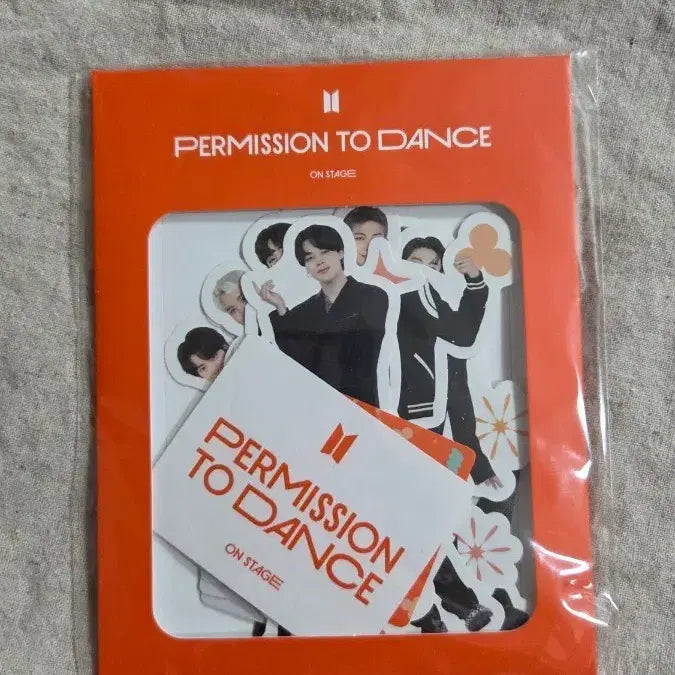 PERMISSION TO DANCE
ON STAGE
PERMISSION
TO DANCE
ON STAGE